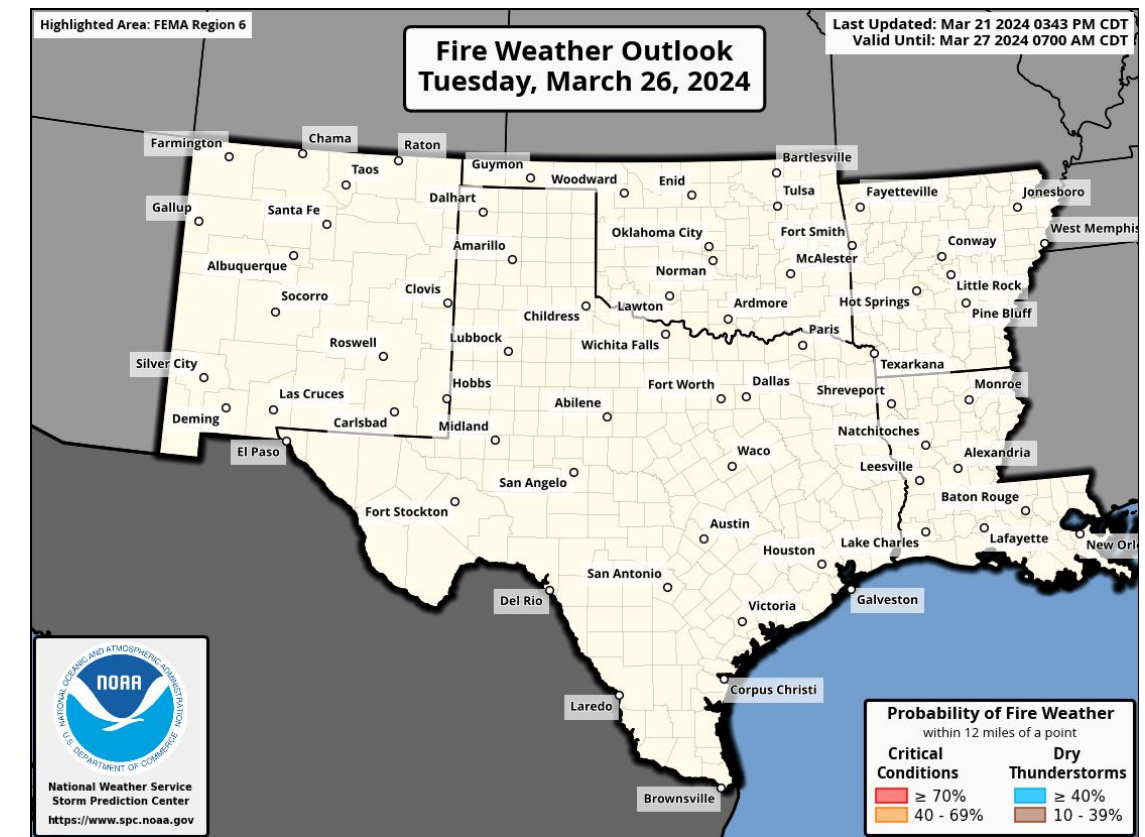 Highlighted Area: FEMA Region 6
Fire Weather Outlook
Tuesday, March 26, 2024
Last Updated: Mar 21 2024 0343 PM CDT
Valid Until: Mar 27 2024 0700 AM CDT
Farmington
Chama
Raton
Taos
Guymon
Woodward
Enid
Bartlesville
Tulsa
Fayetteville
Jonesboro
Gallup
Santa Fe
Dalhart
West Memphis
Albuquerque
Amarillo
Oklahoma City
Norman
Fort Smith
McAlester
Conway
Little Rock
Socorro
Clovis
Childress
Lawton
Ardmore
Hot Springs
Pine Bluff
Roswell
Lubbock
Wichita Falls
Paris
Texarkana
Silver City
Deming
Las Cruces
Carlsbad
Hobbs
Midland
Abilene
Fort Worth
Dallas
Shreveport
Monroe
El Paso
Natchitoches
Alexandria
Waco
Leesville
San Angelo
Fort Stockton
Baton Rouge
Austin
Houston
Lake Charles
Lafayette
New Orl
San Antonio
Del Rio
Victoria
Galveston
Laredo
Corpus Christi
Brownsville
NATIONAL OCEANIC AND ATMOSPHERIC ADMINISTRATION
NOAA
U.S. DEPARTMENT OF COMMERCE
National Weather Service
Storm Prediction Center
https://www.spc.noaa.gov
Probability of Fire Weather
within 12 miles of a point
Critical Conditions
≥ 70%
40 - 69%
Dry Thunderstorms
≥ 40%
10 - 39%